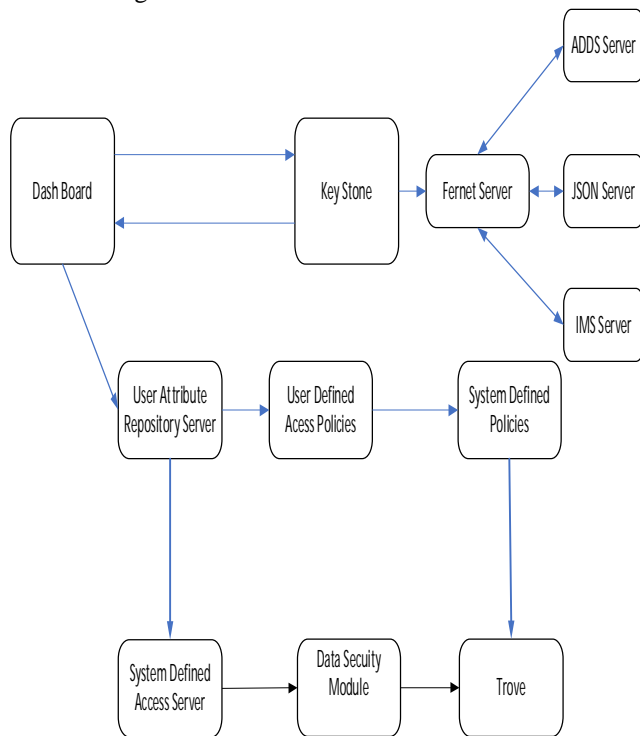 ADDS Server
Dash Board
Key Stone
Fernet Server
JSON Server
IMS Server
User Attribute
Repository Server
User Defined
Acess Policies
System Defined
Policies
System Defined
Access Server
Data Secuity
Module
Trove